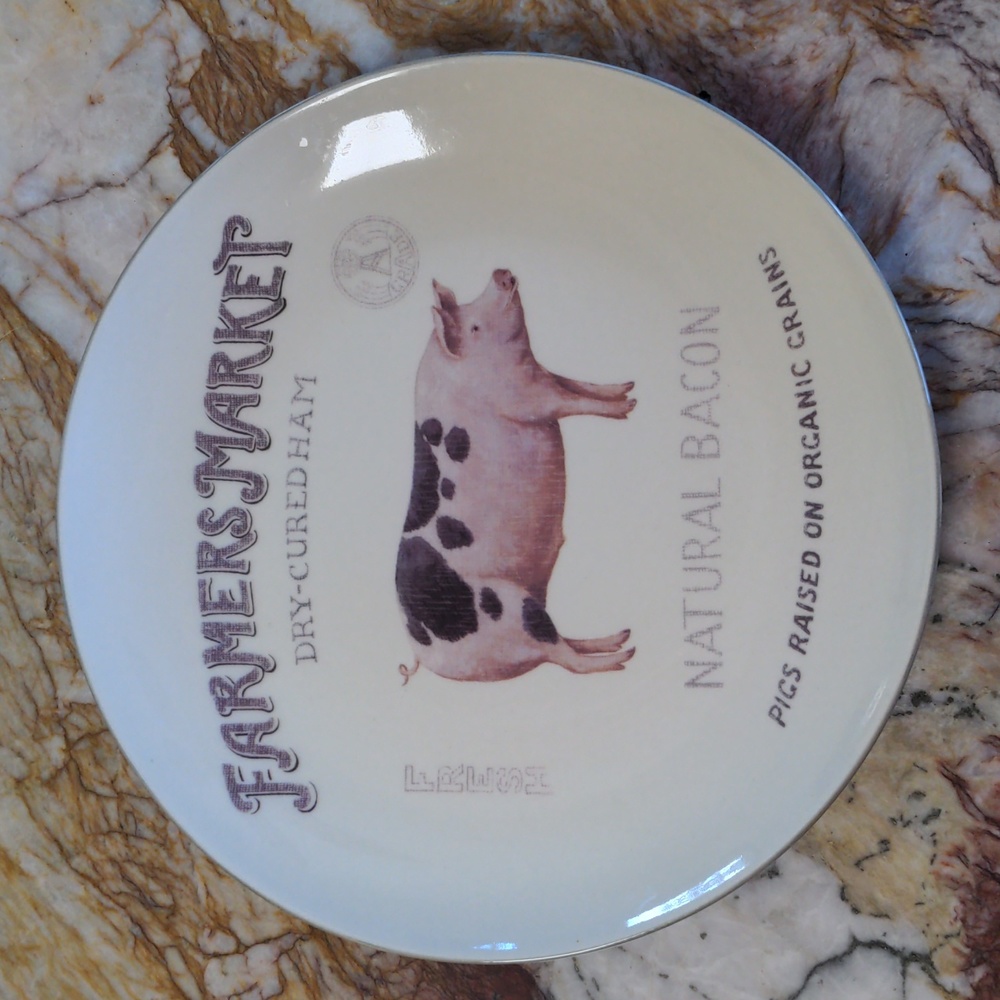 FARMERS MARKET
DRY-CURED HAM
A
FRESH
NATURAL BACON
PIGS RAISED ON ORGANIC GRAINS